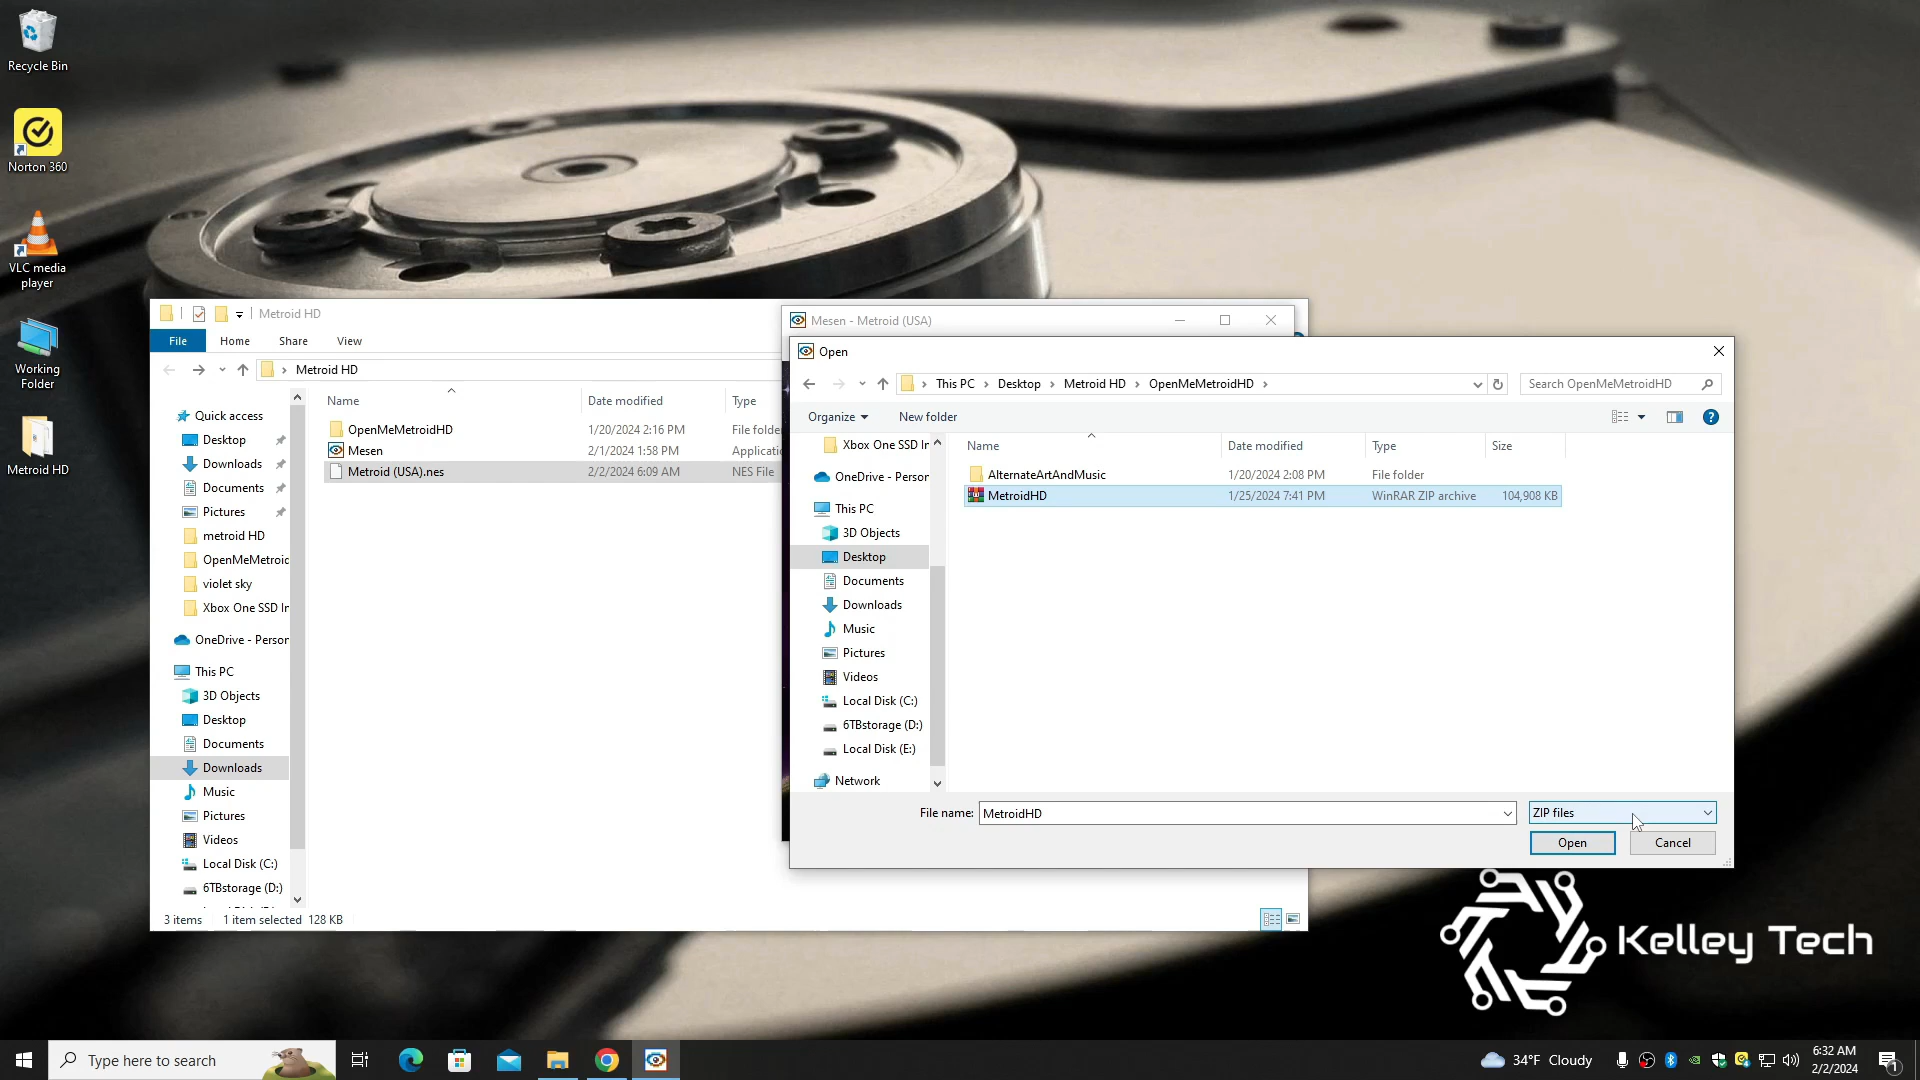 Recycle Bin
Norton 360
VLC media
player
Working
Folder
Metroid HD
Metroid HD
File
Home
Share
View
Metroid HD
Name
Date modified
Type
OpenMeMetroidHD
1/20/2024 2:16 PM
File folde
Mesen
2/1/2024 1:58 PM
Applicatic
Metroid (USA).nes
2/2/2024 6:09 AM
NES File
Quick access
Desktop
Downloads
Documents
Pictures
metroid HD
OpenMeMetroid
violet sky
Xbox One SSD In
OneDrive - Person
This PC
3D Objects
Desktop
Documents
Downloads
Music
Pictures
Videos
Local Disk (C:)
6TBstorage (D:)
3 items
1 item selected 128 KB
Mesen - Metroid (USA)
Open
This PC
Desktop
Metroid HD
OpenMeMetroidHD
Search OpenMeMetroidHD
Organize
New folder
Name
Date modified
Type
Size
AlternateArtAndMusic
1/20/2024 2:08 PM
File folder
MetroidHD
1/25/2024 7:41 PM
WinRAR ZIP archive
104,908 KB
Xbox One SSD In
OneDrive - Person
This PC
3D Objects
Desktop
Documents
Downloads
Music
Pictures
Videos
Local Disk (C:)
6TBstorage (D:)
Local Disk (E:)
Network
File name:
MetroidHD
ZIP files
Open
Cancel
Kelley Tech
Type here to search
34°F Cloudy
6:32 AM
2/2/2024
1